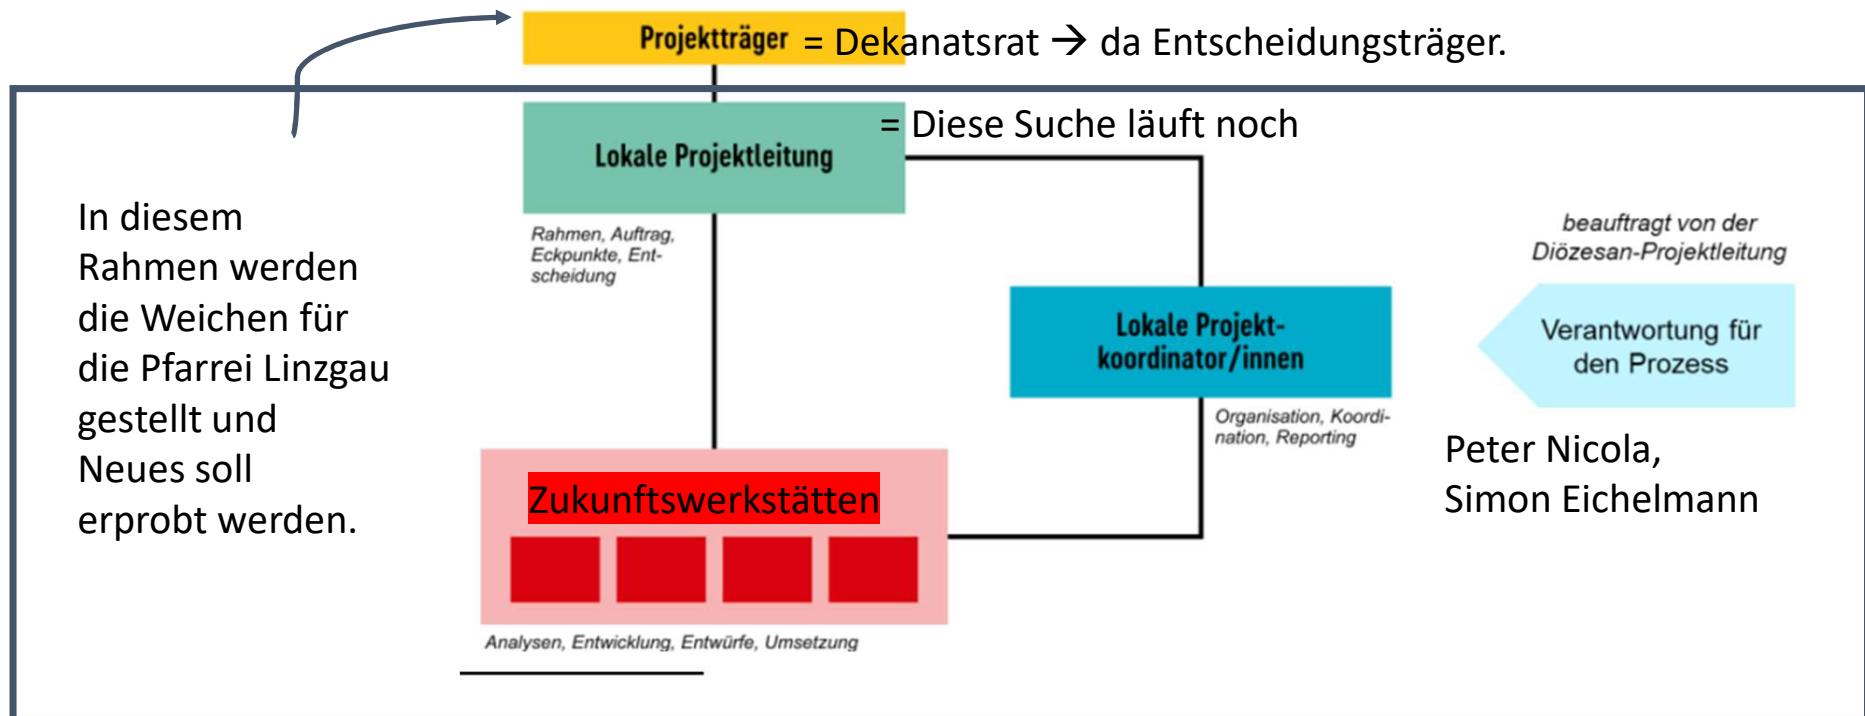 Projektträger = Dekanatsrat → da Entscheidungsträger.
= Diese Suche läuft noch
Lokale Projektleitung
Rahmen, Auftrag,
Eckpunkte, Ent-
scheidung
In diesem
Rahmen werden
die Weichen für
die Pfarrei Linzgau
gestellt und
Neues soll
erprobt werden.
beauftragt von der
Diözesan-Projektleitung
Lokale Projekt-
koordinator/innen
Verantwortung für
den Prozess
Organisation, Koordi-
nation, Reporting
Peter Nicola,
Simon Eichelmann
Zukunftswerkstätten
Analysen, Entwicklung, Entwürfe, Umsetzung